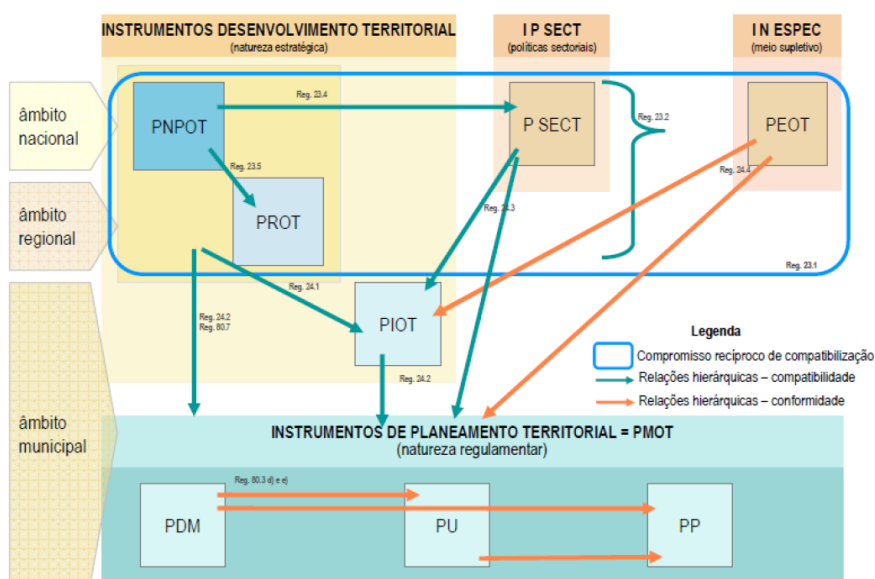 INSTRUMENTOS DESENVOLVIMENTO TERRITORIAL
(natureza estratégica)
I P SECT
(políticas sectoriais)
I N ESPEC
(meio supletivo)
âmbito
nacional
PNPOT
Reg. 23.4
P SECT
Reg. 23.2
PEOT
Reg. 23.5
Reg. 24.4
âmbito
regional
PROT
Reg. 24.3
Reg. 23.1
Reg. 24.1
Reg. 24.2
Reg. 80.7
PIOT
Reg. 24.2
Legenda
Compromisso recíproco de compatibilização
Relações hierárquicas – compatibilidade
Relações hierárquicas – conformidade
âmbito
municipal
INSTRUMENTOS DE PLANEAMENTO TERRITORIAL = PMOT
(natureza regulamentar)
Reg. 80.3 d) e e)
PDM
PU
PP